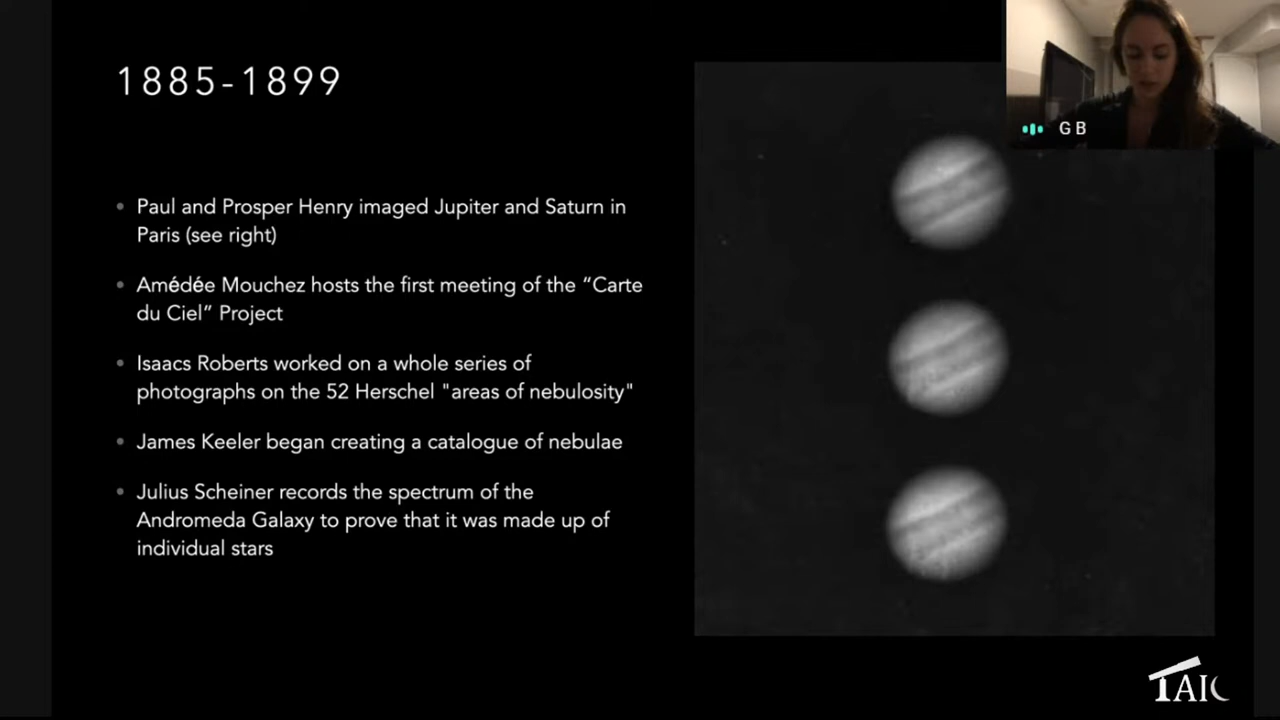 1885-1899
• Paul and Prosper Henry imaged Jupiter and Saturn in
Paris (see right)
• Amédée Mouchez hosts the first meeting of the “Carte
du Ciel” Project
• Isaacs Roberts worked on a whole series of
photographs on the 52 Herschel "areas of nebulosity"
• James Keeler began creating a catalogue of nebulae
• Julius Scheiner records the spectrum of the
Andromeda Galaxy to prove that it was made up of
individual stars
G B
TAIC